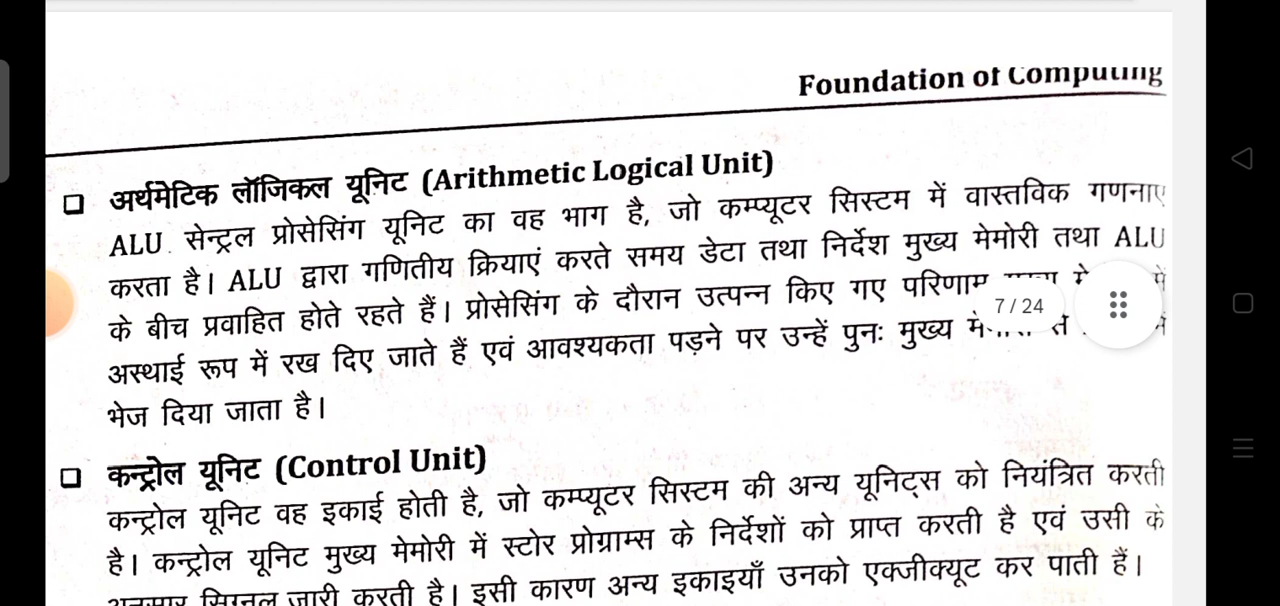 Foundation of Computing
अर्थमेटिक लॉजिकल यूनिट (Arithmetic Logical Unit)
ALU सेन्ट्रल प्रोसेसिंग यूनिट का वह भाग है, जो कम्प्यूटर सिस्टम में वास्तविक गणनाएं
करता है। ALU द्वारा गणितीय क्रियाएं करते समय डेटा तथा निर्देश मुख्य मेमोरी तथा ALU
के बीच प्रवाहित होते रहते हैं। प्रोसेसिंग के दौरान उत्पन्न किए गए परिणाम
7 / 24
अस्थाई रूप में रख दिए जाते हैं एवं आवश्यकता पड़ने पर उन्हें पुनः मुख्य
भेज दिया जाता है।
कन्ट्रोल यूनिट (Control Unit)
कन्ट्रोल यूनिट वह इकाई होती है, जो कम्प्यूटर सिस्टम की अन्य यूनिट्स को नियंत्रित करती
है। कन्ट्रोल यूनिट मुख्य मेमोरी में स्टोर प्रोग्राम्स के निर्देशों को प्राप्त करती है एवं उसी के
अनुसार सिग्नल जारी करती है। इसी कारण अन्य इकाइयाँ उनको एक्जीक्यूट कर पाती हैं।